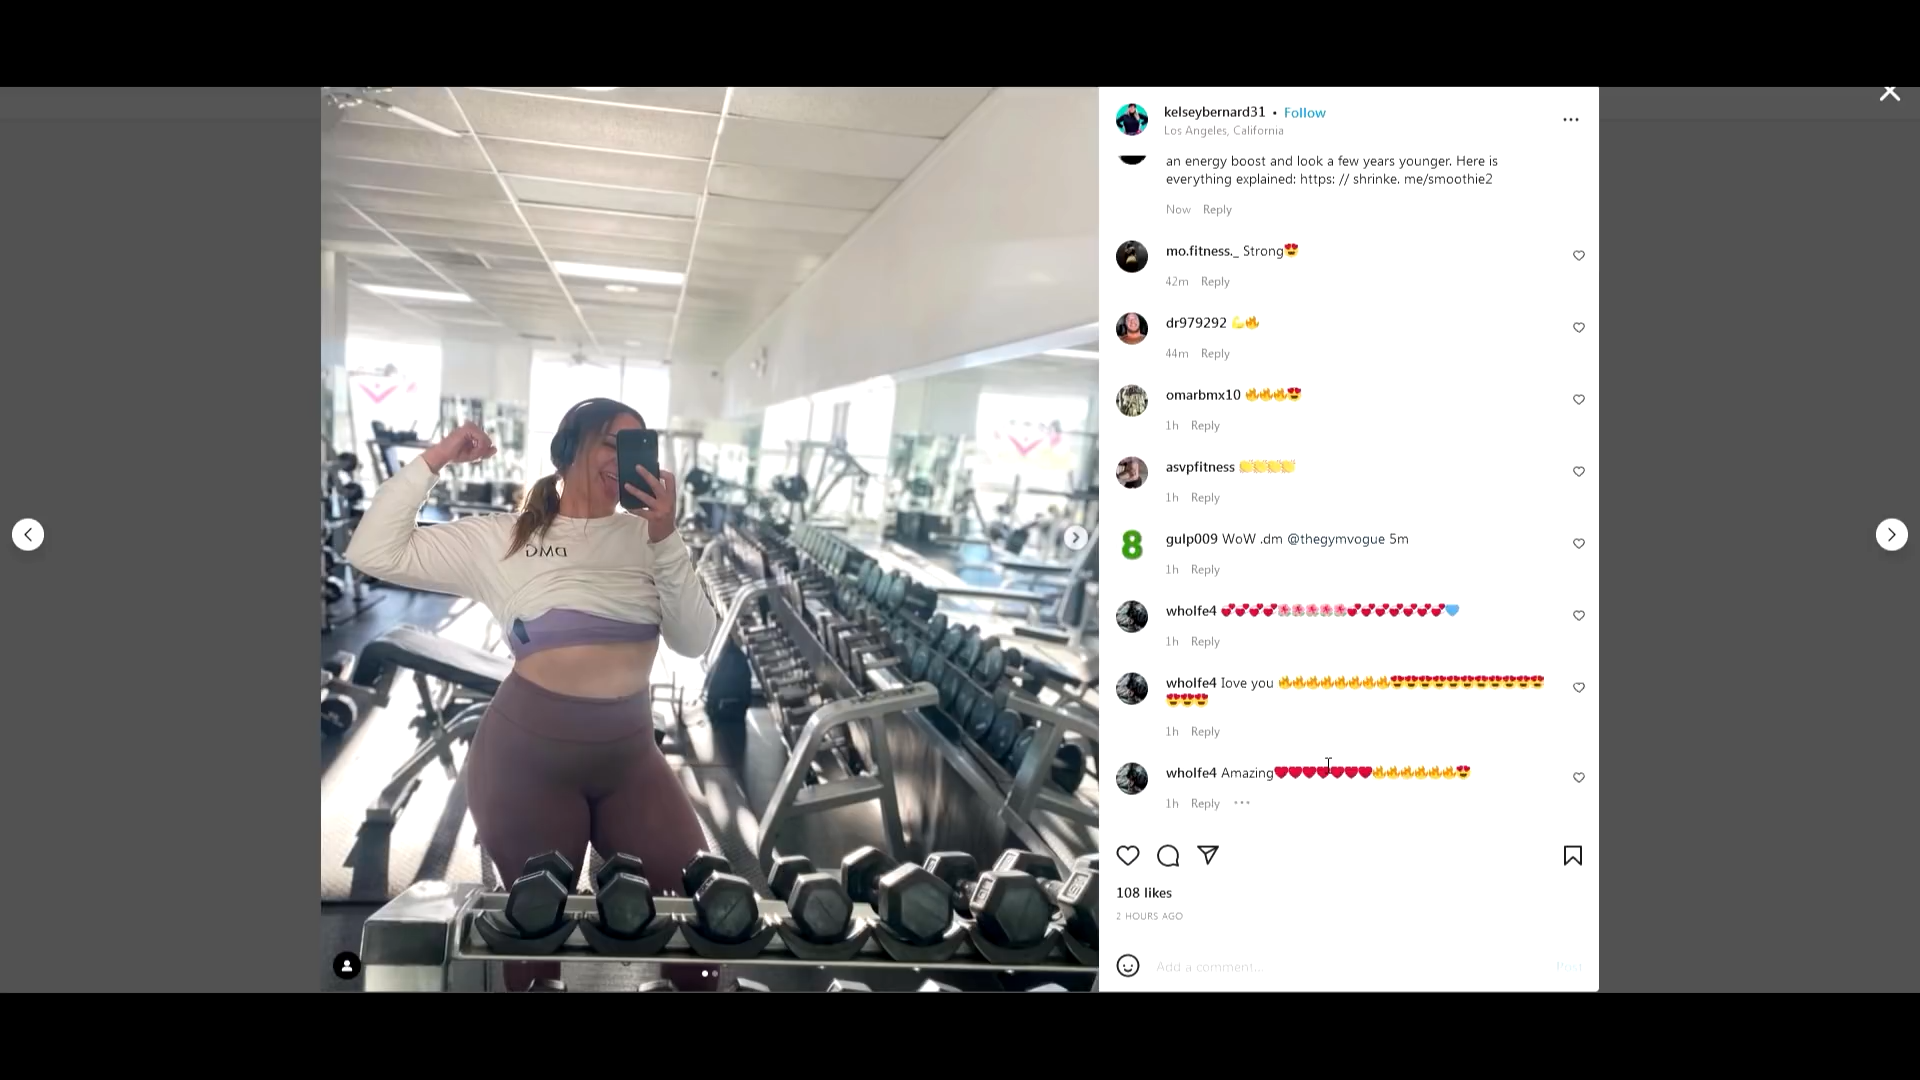 kelseybernard31 • Follow
Los Angeles, California
an energy boost and look a few years younger. Here is
everything explained: https: // shrinke. me/smoothie2
Now Reply
mo.fitness._ Strong😍
42m Reply
dr979292 💪🔥
44m Reply
omarbmx10 🔥🔥🔥😍
1h Reply
asvpfitness 👏👏👏👏
1h Reply
8
gulp009 WoW .dm @thegymvogue 5m
1h Reply
wholfe4 💕💕💕💕🌸🌸🌸🌸🌸💕💕💕💕💕💕💕💙
1h Reply
wholfe4 Iove you 🔥🔥🔥🔥🔥🔥🔥🔥😍😍😍😍😍😍😍😍😍😍😍
😍😍😍
1h Reply
wholfe4 Amazing❤❤❤❤❤❤❤🔥🔥🔥🔥🔥🔥😍
1h Reply
108 likes
2 HOURS AGO
Add a comment...
Post
DMG